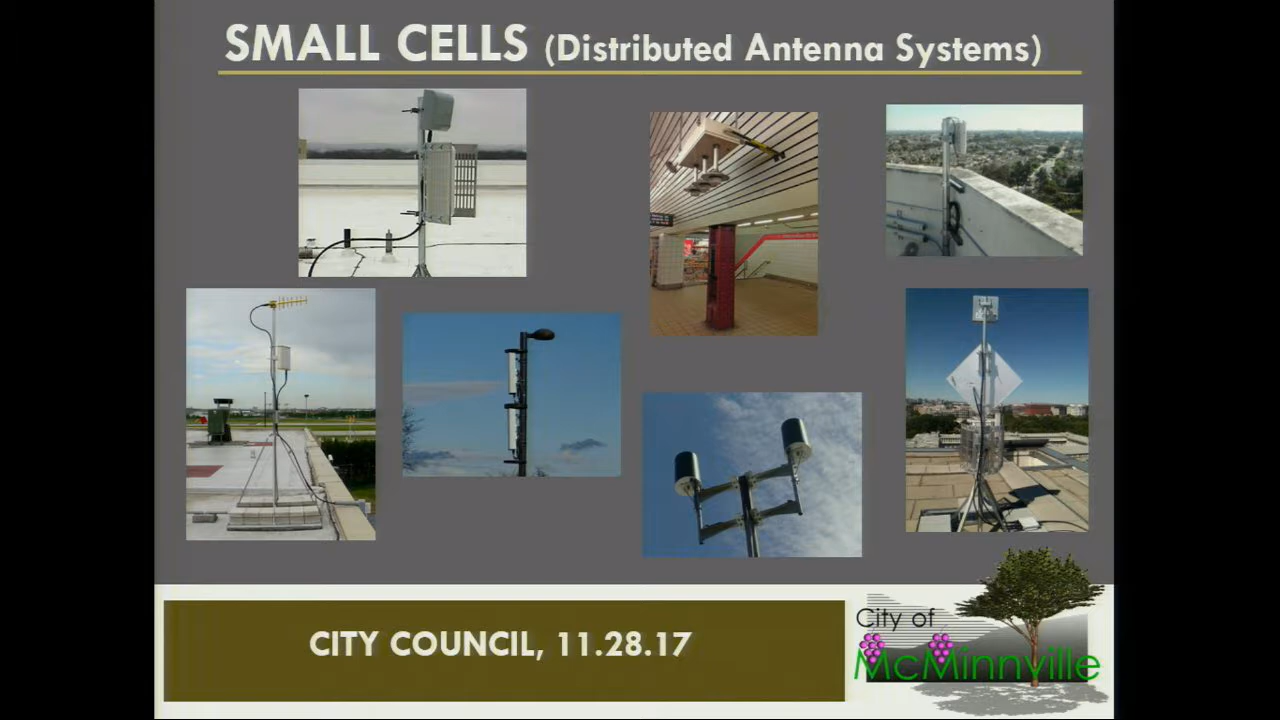 SMALL CELLS (Distributed Antenna Systems)
CITY COUNCIL, 11.28.17
City of
McMinnville